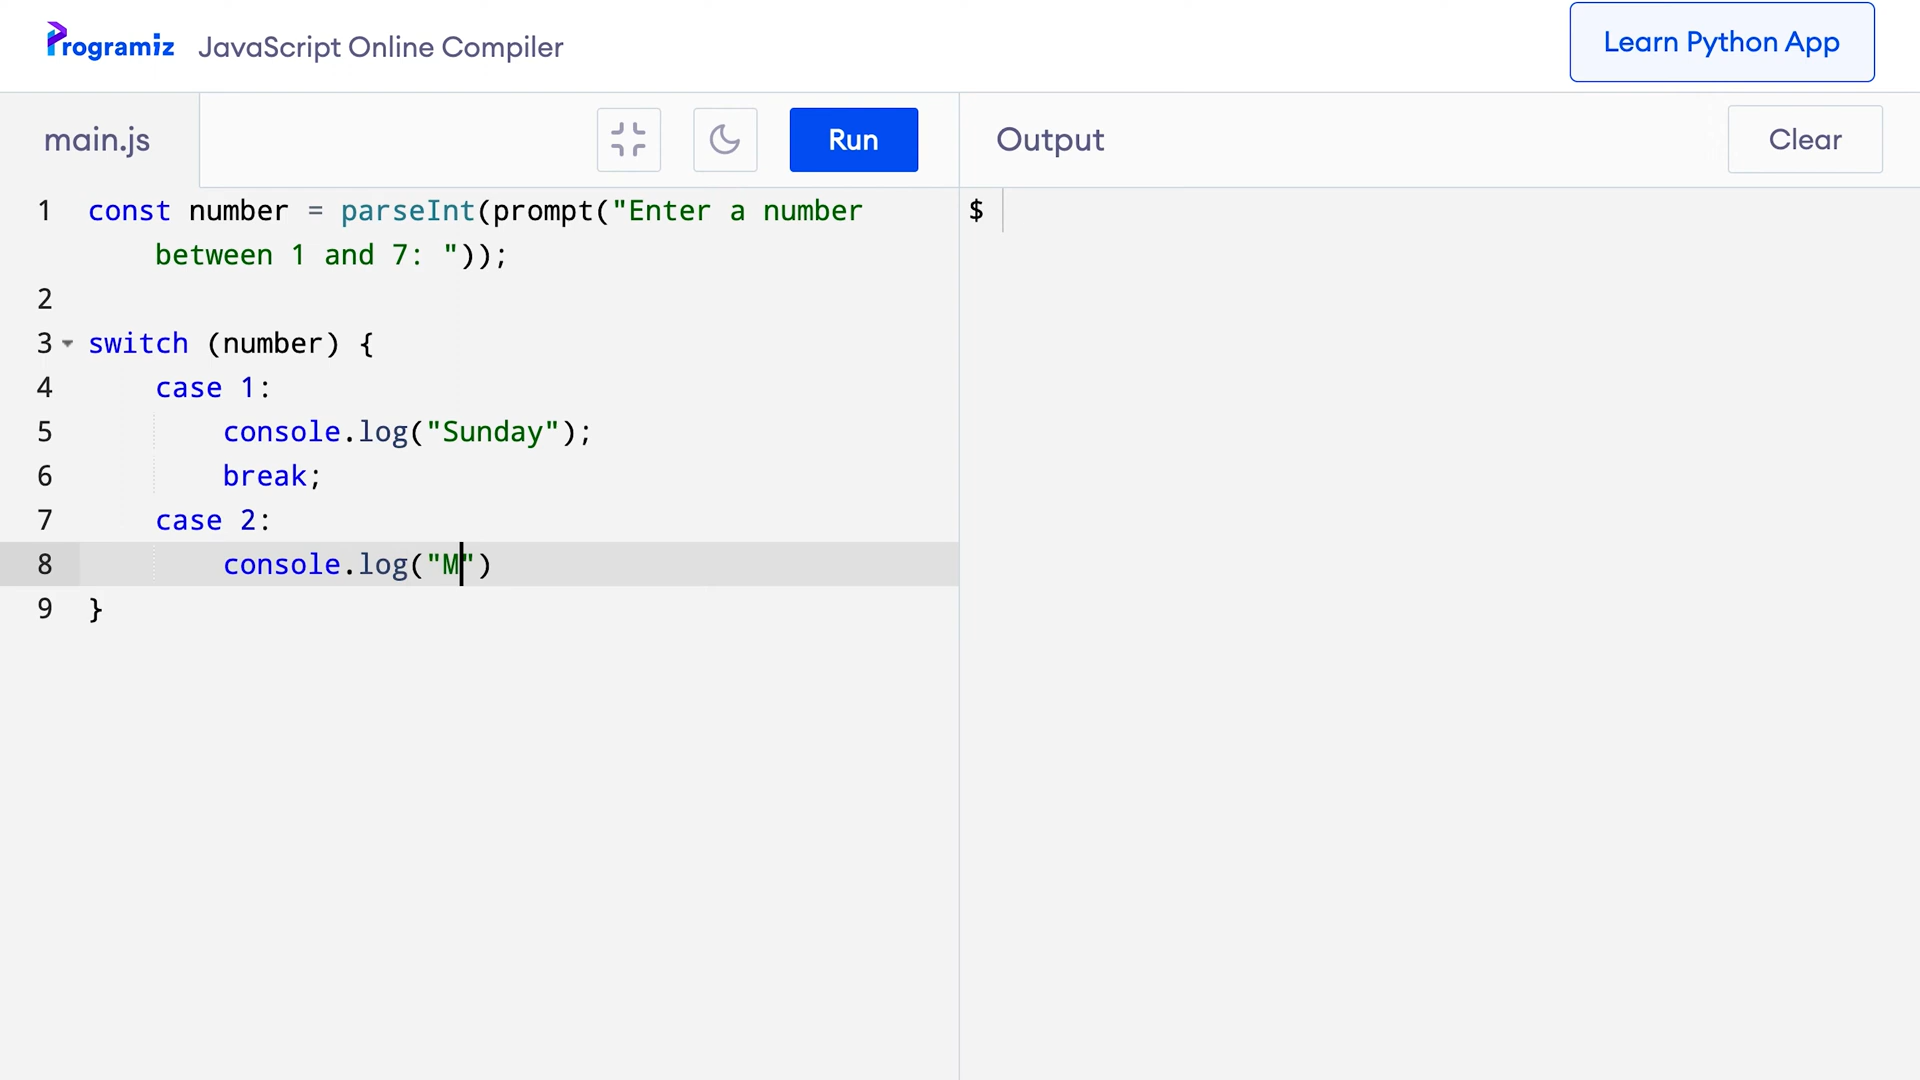 Programiz JavaScript Online Compiler
Learn Python App
main.js
Run
Output
Clear
1 const number = parseInt(prompt("Enter a number
between 1 and 7: "));
2
3 switch (number) {
4 case 1:
5 console.log("Sunday");
6 break;
7 case 2:
8 console.log("M")
9 }
$